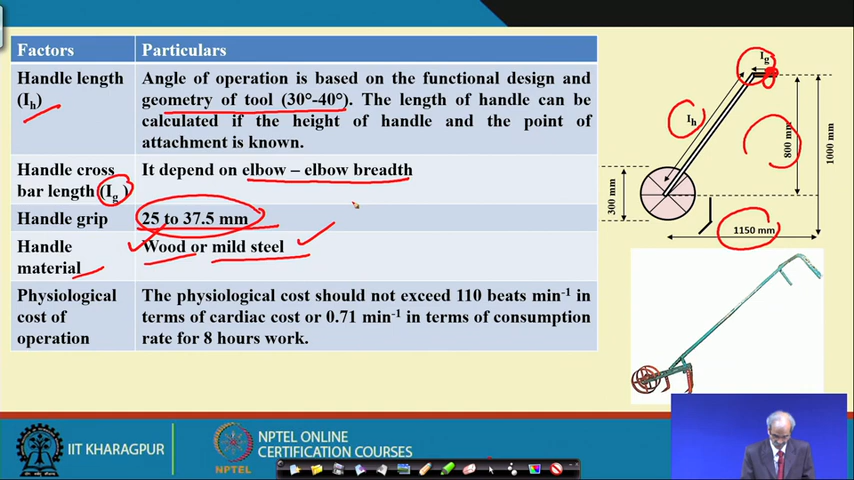 Factors
Particulars
Handle length
(Ih)
Angle of operation is based on the functional design and
geometry of tool (30°-40°). The length of handle can be
calculated if the height of handle and the point of
attachment is known.
Handle cross
bar length (Ig)
It depend on elbow – elbow breadth
Handle grip
25 to 37.5 mm
Handle
material
Wood or mild steel
Physiological
cost of
operation
The physiological cost should not exceed 110 beats min-1 in
terms of cardiac cost or 0.71 min-1 in terms of consumption
rate for 8 hours work.
Ig
Ih
800 mm
1000 mm
300 mm
1150 mm
IIT KHARAGPUR
NPTEL
NPTEL ONLINE
CERTIFICATION COURSES